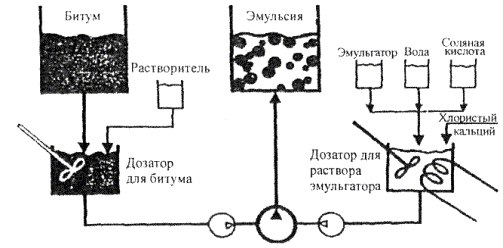 Битум
Эмульсия
Растворитель
Эмульгатор
Вода
Соляная
кислота
Хлористый
кальций
Дозатор
для битума
Дозатор для
раствора
эмульгатора